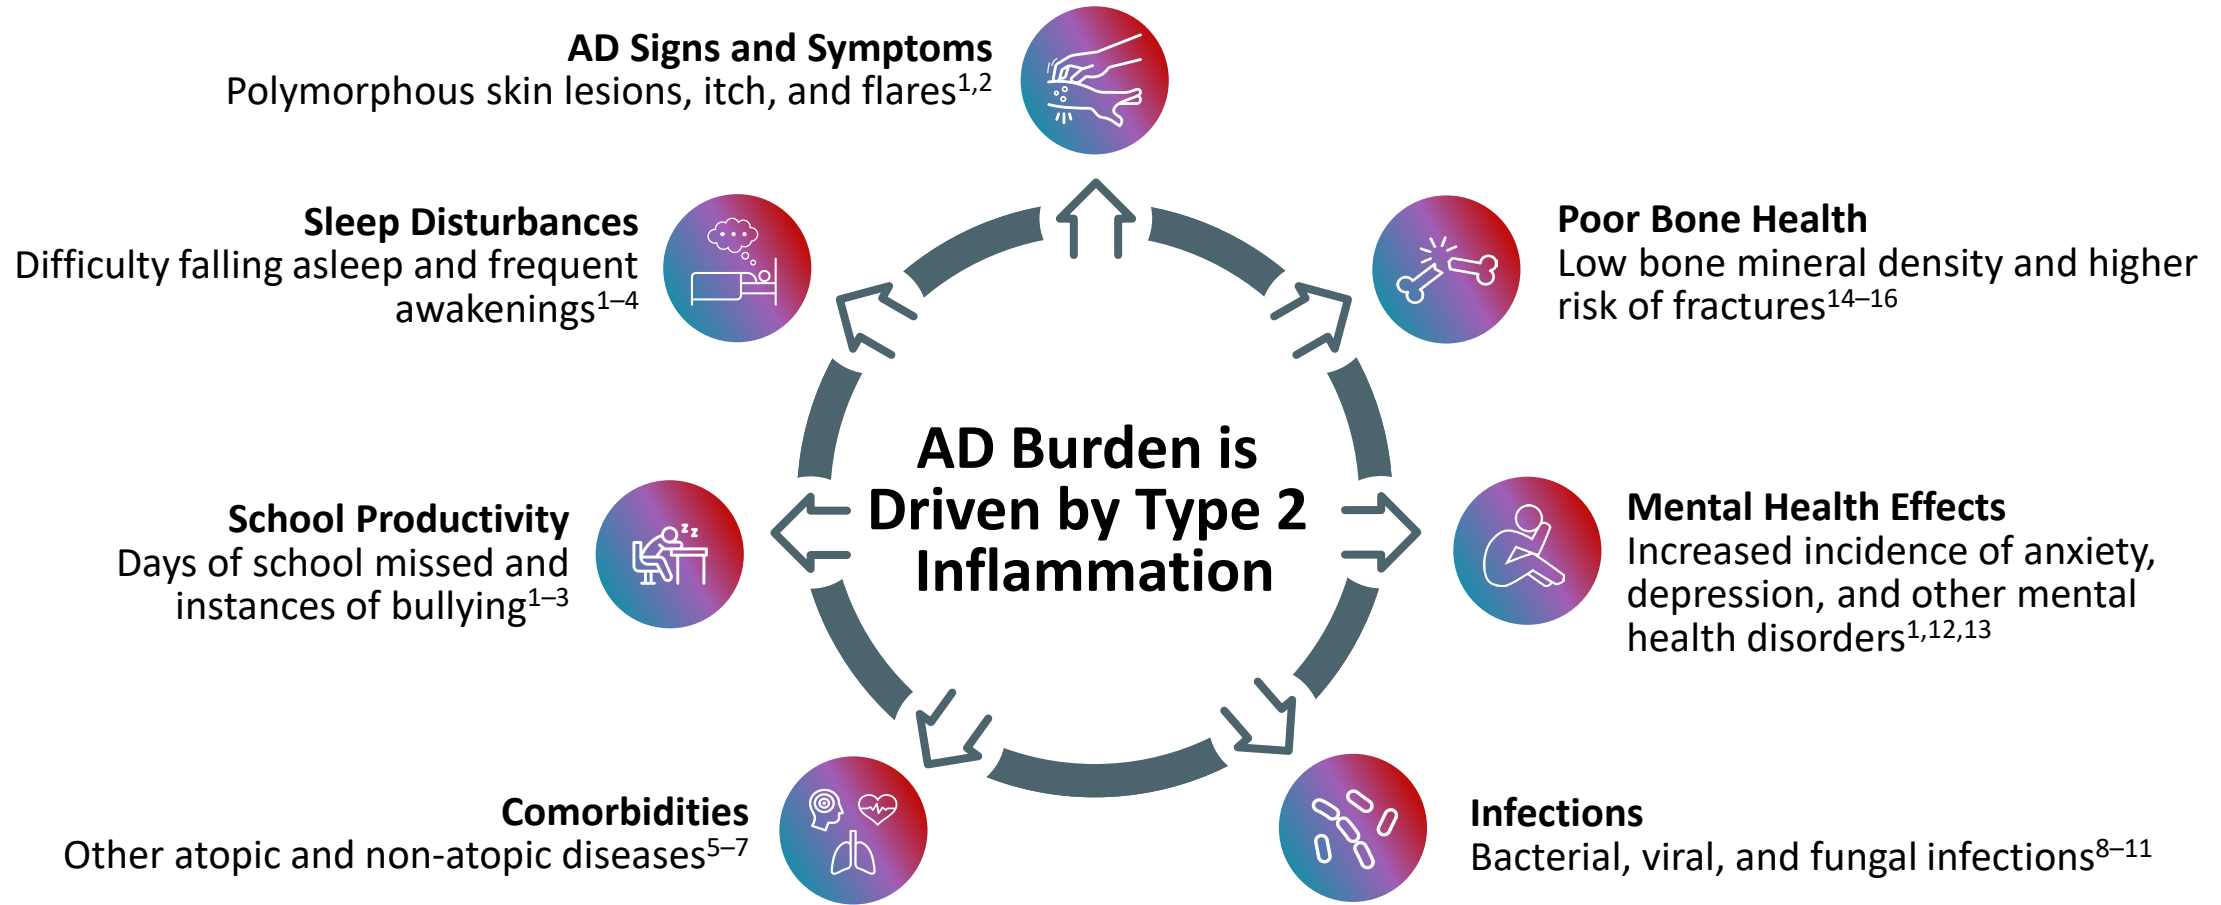 AD Signs and Symptoms
Polymorphous skin lesions, itch, and flares1,2
Sleep Disturbances
Difficulty falling asleep and frequent
awakenings1–4
Poor Bone Health
Low bone mineral density and higher
risk of fractures14–16
AD Burden is
Driven by Type 2
Inflammation
School Productivity
Days of school missed and
instances of bullying1–3
z z
Mental Health Effects
Increased incidence of anxiety,
depression, and other mental
health disorders1,12,13
Comorbidities
Other atopic and non-atopic diseases5–7
Infections
Bacterial, viral, and fungal infections8–11